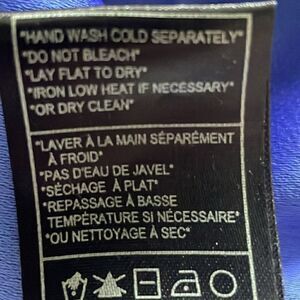 *HAND WASH COLD SEPARATELY*
*DO NOT BLEACH*
*LAY FLAT TO DRY*
*IRON LOW HEAT IF NECESSARY*
*OR DRY CLEAN*
*LAVER À LA MAIN SÉPARÉMENT
À FROID*
*PAS D'EAU DE JAVEL*
*SÉCHAGE À PLAT*
*REPASSAGE À BASSE
TEMPÉRATURE SI NÉCESSAIRE*
*OU NETTOYAGE À SEC*